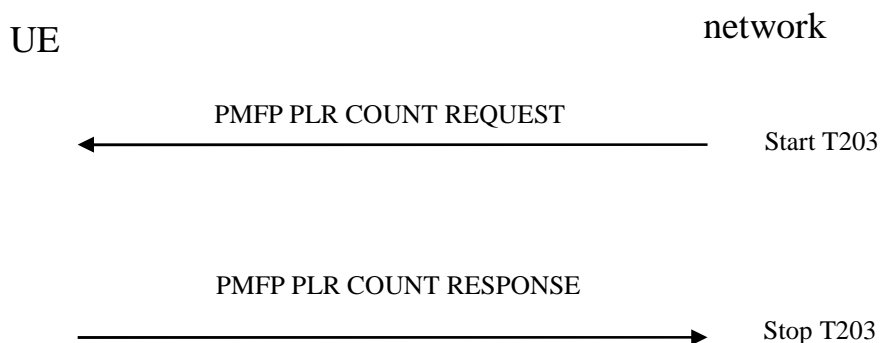 UE
network
PMFP PLR COUNT REQUEST
Start T203
PMFP PLR COUNT RESPONSE
Stop T203